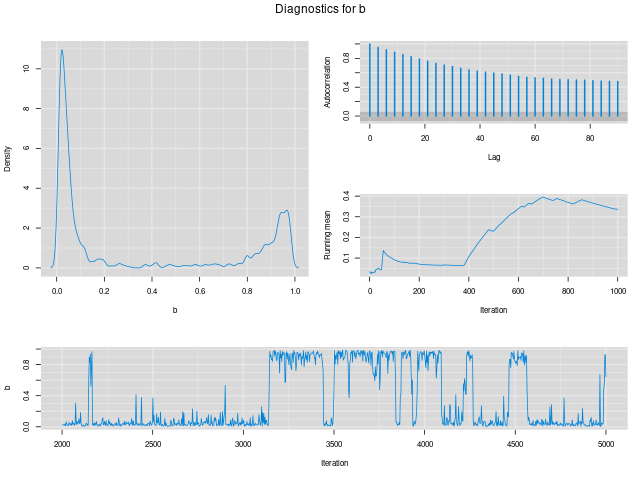 Diagnostics for b
Density
0 2 4 6 8 10
0.0 0.2 0.4 0.6 0.8 1.0
b
Autocorrelation
0.0 0.4 0.8
0 20 40 60 80
Lag
Running mean
0.1 0.2 0.3 0.4
0 200 400 600 800 1000
Iteration
b
0.0 0.4 0.8
2000 2500 3000 3500 4000 4500 5000
Iteration